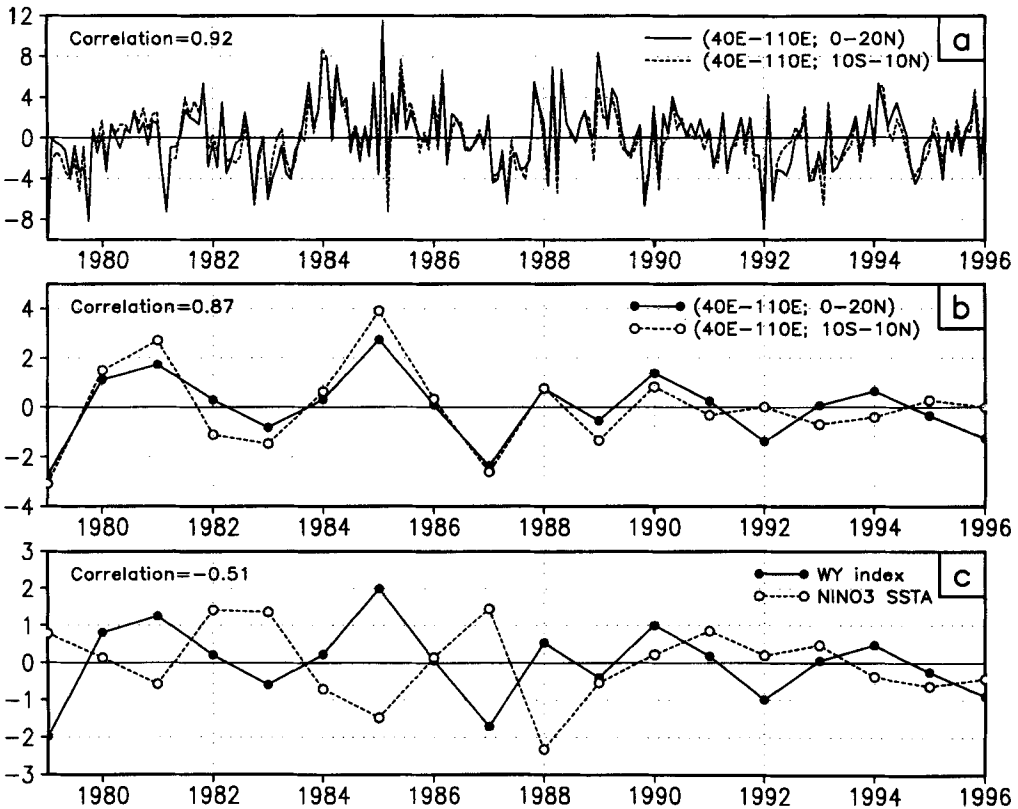 12
8
4
0
−4
−8
Correlation=0.92
(40E−110E; 0−20N)
(40E−110E; 10S−10N)
a
1980 1982 1984 1986 1988 1990 1992 1994 1996
4
2
0
−2
−4
Correlation=0.87
(40E−110E; 0−20N)
(40E−110E; 10S−10N)
b
1980 1982 1984 1986 1988 1990 1992 1994 1996
3
2
1
0
−1
−2
−3
Correlation=−0.51
WY index
NINO3 SSTA
c
1980 1982 1984 1986 1988 1990 1992 1994 1996